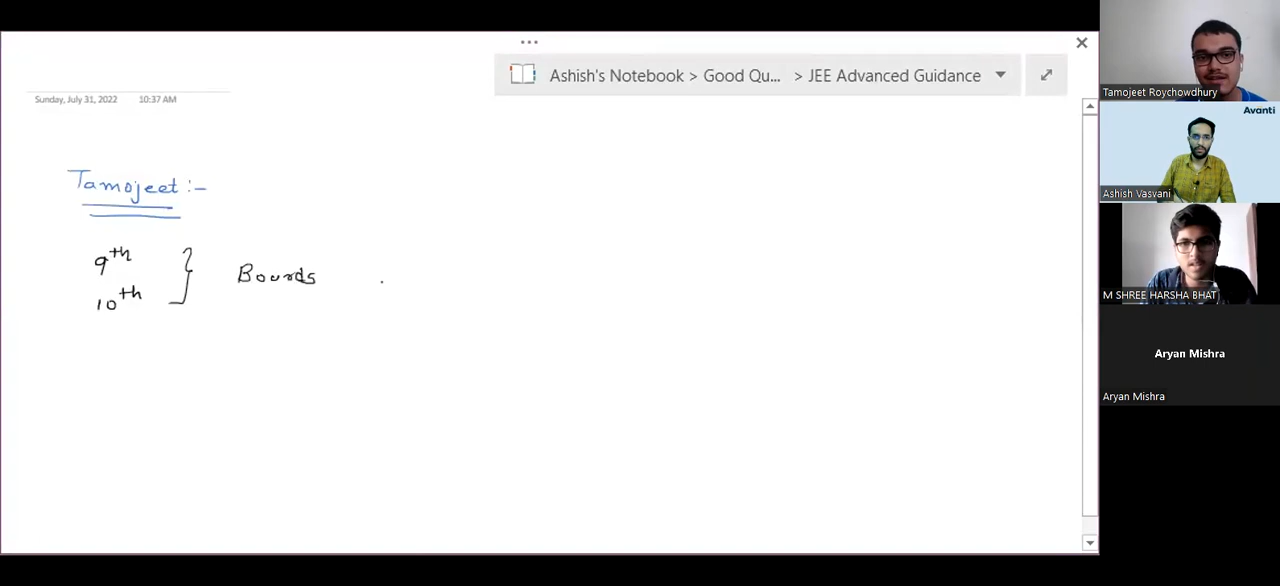 ...
×
Ashish's Notebook > Good Qu... > JEE Advanced Guidance
Sunday, July 31, 2022 10:37 AM
Tamojeet :-
9th
10th
Boards
Tamojeet Roychowdhury
Avanti
Ashish Vasvani
M SHREE HARSHA BHAT
Aryan Mishra
Aryan Mishra